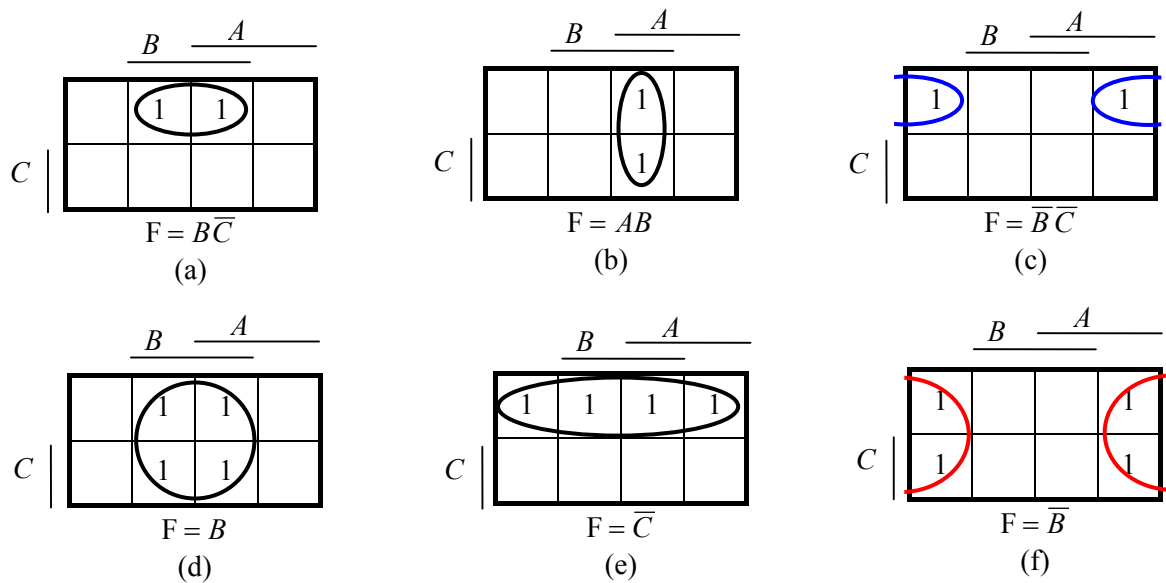 A A A
B B B
1 1 1 1 1
C C 1 C
F = BC̅ F = AB F = B̅ C̅
(a) (b) (c)
A A A
B B B
1 1 1 1 1 1 1 1
C 1 1 C C 1 1
F = B F = C̅ F = B̅
(d) (e) (f)